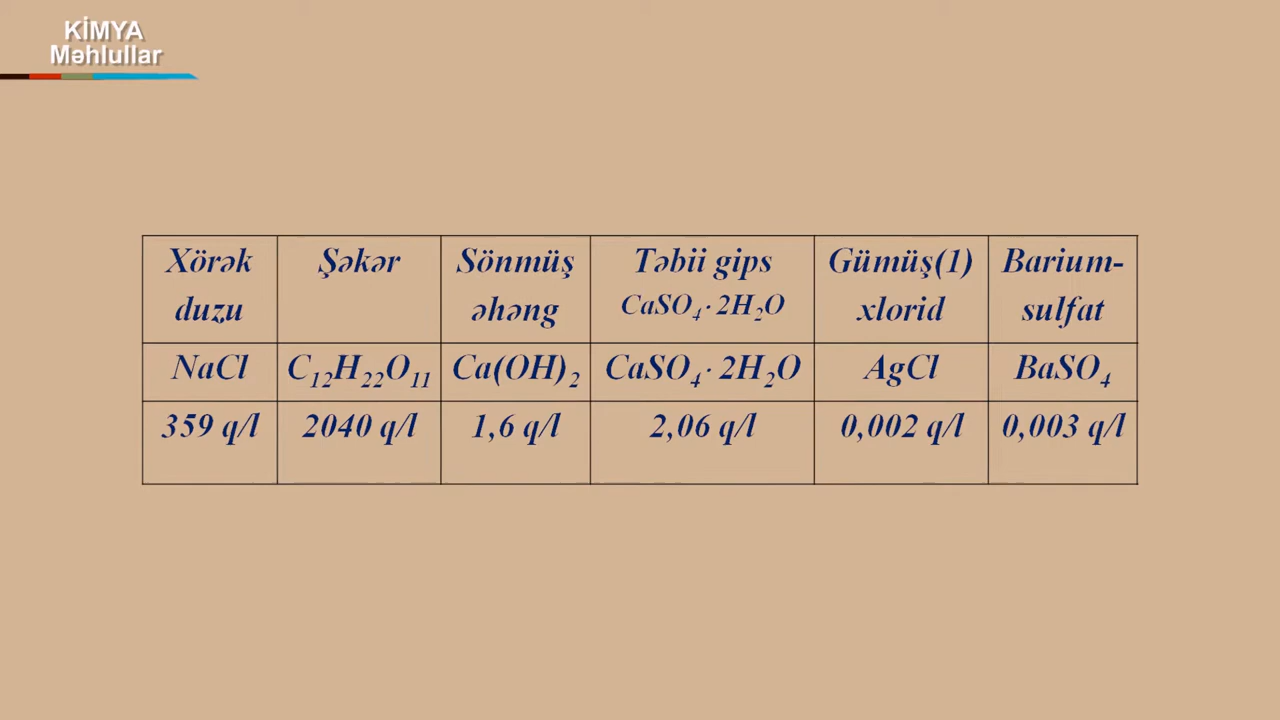 KİMYA
Məhlullar
Xörək duzu | Şəkər | Sönmüş əhəng | Təbii gips CaSO₄·2H₂O | Gümüş(1) xlorid | Barium-sulfat
NaCl | C₁₂H₂₂O₁₁ | Ca(OH)₂ | CaSO₄·2H₂O | AgCl | BaSO₄
359 q/l | 2040 q/l | 1,6 q/l | 2,06 q/l | 0,002 q/l | 0,003 q/l